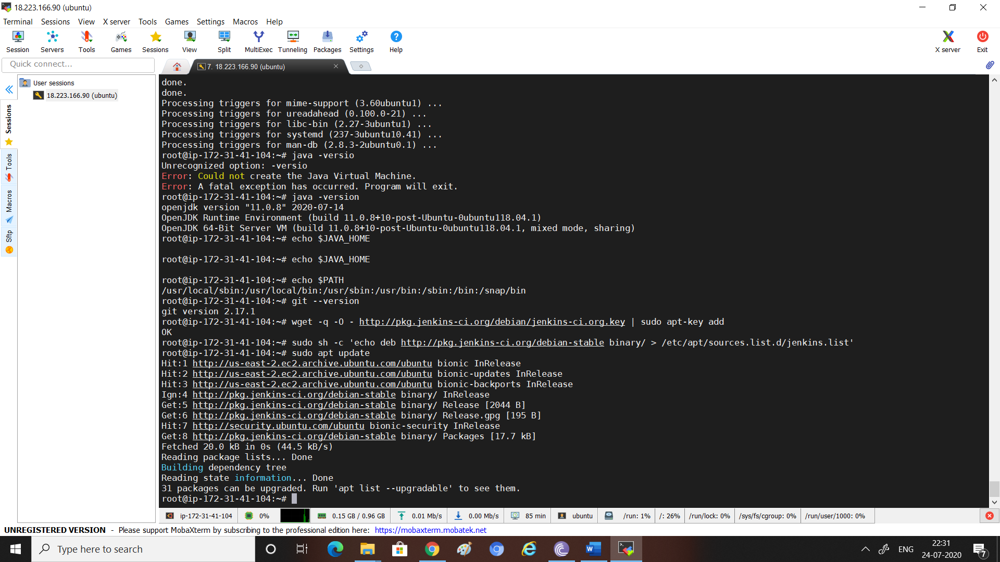 18.223.166.90 (ubuntu)
Terminal Sessions View X server Tools Games Settings Macros Help
Session Servers Tools Games Sessions View Split MultiExec Tunneling Packages Settings Help X server Exit
Quick connect...
7. 18.223.166.90 (ubuntu)
User sessions
18.223.166.90 (ubuntu)
Sessions
Tools
Macros
Sftp
done.
done.
Processing triggers for mime-support (3.60ubuntu1) ...
Processing triggers for ureadahead (0.100.0-21) ...
Processing triggers for libc-bin (2.27-3ubuntu1) ...
Processing triggers for systemd (237-3ubuntu10.41) ...
Processing triggers for man-db (2.8.3-2ubuntu0.1) ...
root@ip-172-31-41-104:~# java -versio
Unrecognized option: -versio
Error: Could not create the Java Virtual Machine.
Error: A fatal exception has occurred. Program will exit.
root@ip-172-31-41-104:~# java -version
openjdk version "11.0.8" 2020-07-14
OpenJDK Runtime Environment (build 11.0.8+10-post-Ubuntu-0ubuntu118.04.1)
OpenJDK 64-Bit Server VM (build 11.0.8+10-post-Ubuntu-0ubuntu118.04.1, mixed mode, sharing)
root@ip-172-31-41-104:~# echo $JAVA_HOME
root@ip-172-31-41-104:~# echo $JAVA_HOME
root@ip-172-31-41-104:~# echo $PATH
/usr/local/sbin:/usr/local/bin:/usr/sbin:/usr/bin:/sbin:/bin:/snap/bin
root@ip-172-31-41-104:~# git --version
git version 2.17.1
root@ip-172-31-41-104:~# wget -q -O - http://pkg.jenkins-ci.org/debian/jenkins-ci.org.key | sudo apt-key add
OK
root@ip-172-31-41-104:~# sudo sh -c 'echo deb http://pkg.jenkins-ci.org/debian-stable binary/ > /etc/apt/sources.list.d/jenkins.list'
root@ip-172-31-41-104:~# sudo apt update
Hit:1 http://us-east-2.ec2.archive.ubuntu.com/ubuntu bionic InRelease
Hit:2 http://us-east-2.ec2.archive.ubuntu.com/ubuntu bionic-updates InRelease
Hit:3 http://us-east-2.ec2.archive.ubuntu.com/ubuntu bionic-backports InRelease
Ign:4 http://pkg.jenkins-ci.org/debian-stable binary/ InRelease
Get:5 http://pkg.jenkins-ci.org/debian-stable binary/ Release [2044 B]
Get:6 http://pkg.jenkins-ci.org/debian-stable binary/ Release.gpg [195 B]
Hit:7 http://security.ubuntu.com/ubuntu bionic-security InRelease
Get:8 http://pkg.jenkins-ci.org/debian-stable binary/ Packages [17.7 kB]
Fetched 20.0 kB in 0s (44.5 kB/s)
Reading package lists... Done
Building dependency tree
Reading state information... Done
31 packages can be upgraded. Run 'apt list --upgradable' to see them.
root@ip-172-31-41-104:~#
ip-172-31-41-104 0% 0.15 GB / 0.96 GB 0.01 Mb/s 0.00 Mb/s 85 min ubuntu /run: 1% /: 26% /run/lock: 0% /sys/fs/cgroup: 0% /run/user/1000: 0%
UNREGISTERED VERSION - Please support MobaXterm by subscribing to the professional edition here: https://mobaxterm.mobatek.net
Type here to search
ENG
22:31
24-07-2020
7